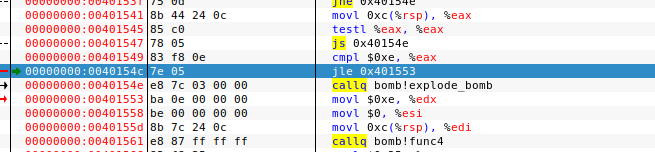 00000000:0040153f 75 0d jne 0x40154e
00000000:00401541 8b 44 24 0c movl 0xc(%rsp), %eax
00000000:00401545 85 c0 testl %eax, %eax
00000000:00401547 78 05 js 0x40154e
00000000:00401549 83 f8 0e cmpl $0xe, %eax
00000000:0040154c 7e 05 jle 0x401553
00000000:0040154e e8 7c 03 00 00 callq bomb!explode_bomb
00000000:00401553 ba 0e 00 00 00 movl $0xe, %edx
00000000:00401558 be 00 00 00 00 movl $0, %esi
00000000:0040155d 8b 7c 24 0c movl 0xc(%rsp), %edi
00000000:00401561 e8 87 ff ff ff callq bomb!func4